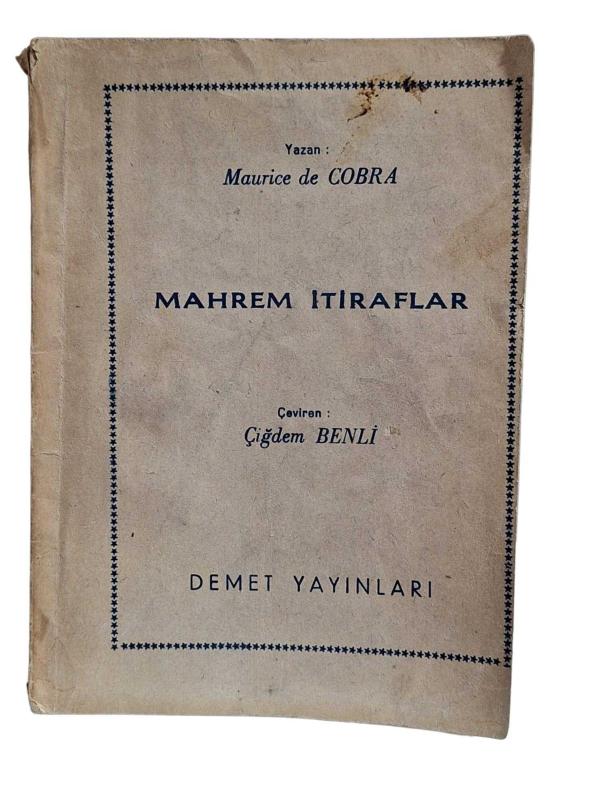 Yazan :
Maurice de COBRA
MAHREM İTİRAFLAR
Çeviren :
Çiğdem BENLİ
DEMET YAYINLARI